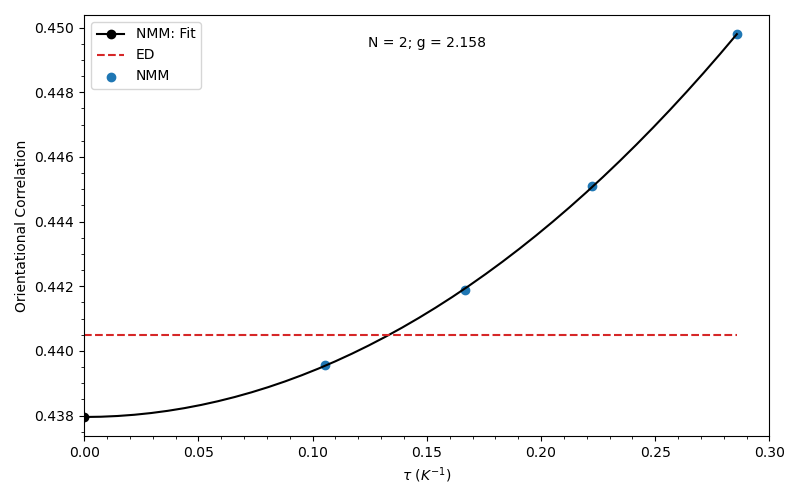 NMM: Fit
ED
NMM
N = 2; g = 2.158
Orientational Correlation
0.450
0.448
0.446
0.444
0.442
0.440
0.438
0.00
0.05
0.10
0.15
0.20
0.25
0.30
τ (K⁻¹)